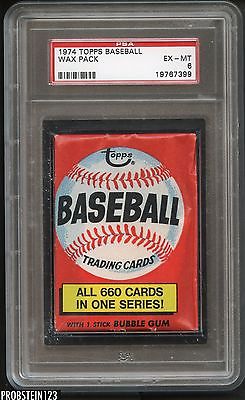 PSA
1974 TOPPS BASEBALL
WAX PACK
EX-MT
6
19767399
Topps
BASEBALL
TRADING CARDS
ALL 660 CARDS
IN ONE SERIES!
WITH 1 STICK BUBBLE GUM
PROBSTEIN123